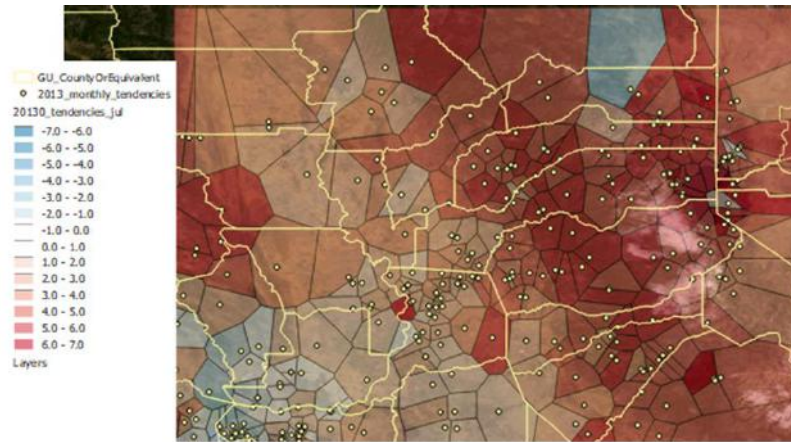 GU_CountyOrEquivalent
2013_monthly_tendencies
20130_tendencies_jul
-7.0 - -6.0
-6.0 - -5.0
-5.0 - -4.0
-4.0 - -3.0
-3.0 - -2.0
-2.0 - -1.0
-1.0 - 0.0
0.0 - 1.0
1.0 - 2.0
2.0 - 3.0
3.0 - 4.0
4.0 - 5.0
5.0 - 6.0
6.0 - 7.0
Layers